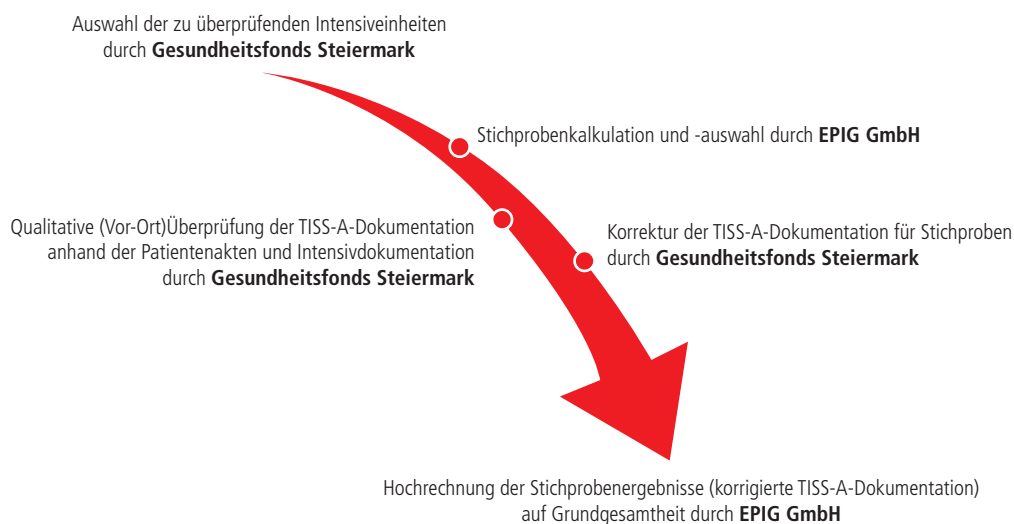 Auswahl der zu überprüfenden Intensiveinheiten
durch Gesundheitsfonds Steiermark
Stichprobenkalkulation und -auswahl durch EPIG GmbH
Qualitative (Vor-Ort)Überprüfung der TISS-A-Dokumentation
anhand der Patientenakten und Intensivdokumentation
durch Gesundheitsfonds Steiermark
Korrektur der TISS-A-Dokumentation für Stichproben
durch Gesundheitsfonds Steiermark
Hochrechnung der Stichprobenergebnisse (korrigierte TISS-A-Dokumentation)
auf Grundgesamtheit durch EPIG GmbH